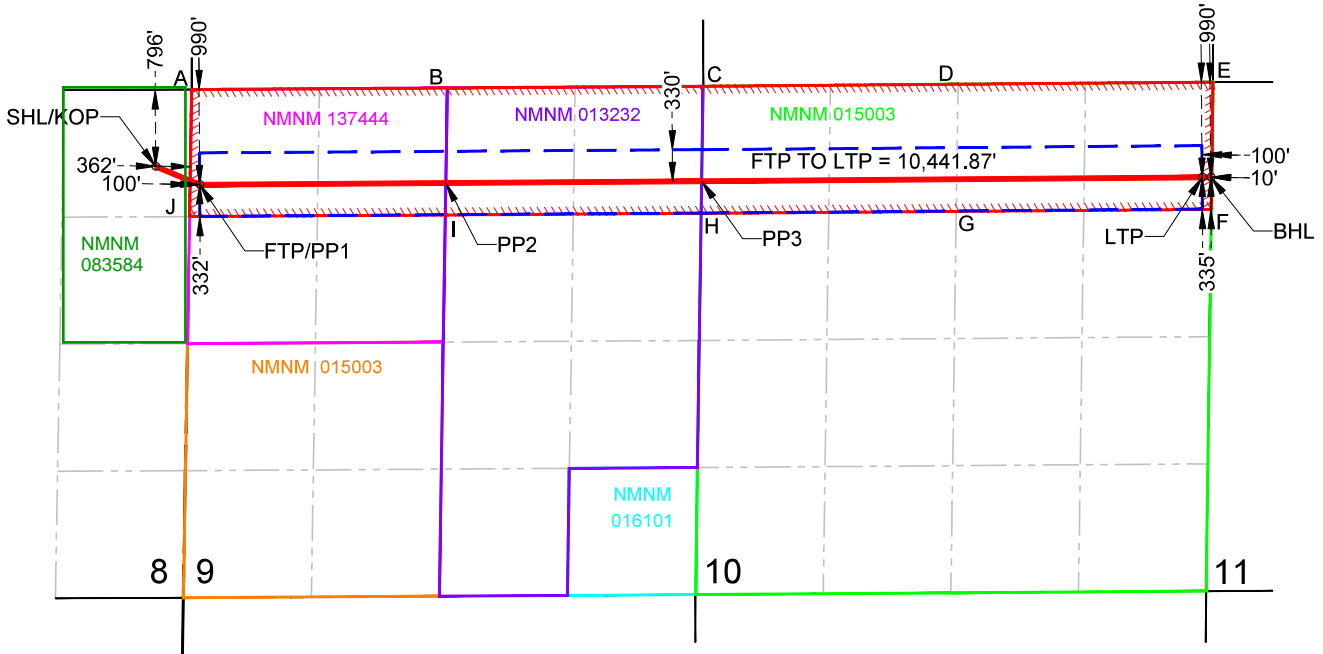 796'
990'
990'
A
B
C
D
E
330'
SHL/KOP
NMNM 137444
NMNM 013232
NMNM 015003
362'
100'
FTP TO LTP = 10,441.87'
100'
10'
J
I
H
G
F
NMNM
083584
FTP/PP1
PP2
PP3
LTP
BHL
332'
335'
NMNM 015003
NMNM
016101
8
9
10
11